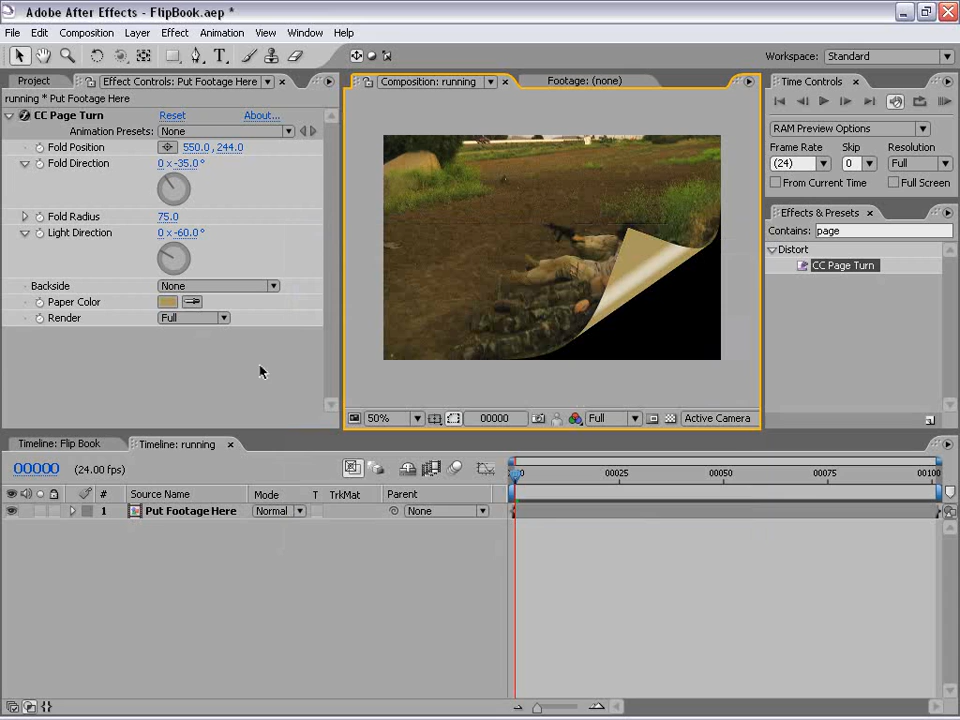 Adobe After Effects - FlipBook.aep *
File Edit Composition Layer Effect Animation View Window Help
Workspace: Standard
Project Effect Controls: Put Footage Here Composition: running Footage: (none) Time Controls
running * Put Footage Here
CC Page Turn Reset About...
Animation Presets: None
Fold Position 550.0, 244.0
Fold Direction 0 x-35.0°
Fold Radius 75.0
Light Direction 0 x-60.0°
Backside None
Paper Color
Render Full
RAM Preview Options
Frame Rate Skip Resolution
(24) 0 Full
From Current Time Full Screen
Effects & Presets
Contains: page
Distort
CC Page Turn
50% 00000 Full Active Camera
Timeline: Flip Book Timeline: running
00000 (24.00 fps)
00025 00050 00075 00100
# Source Name Mode T TrkMat Parent
1 Put Footage Here Normal None